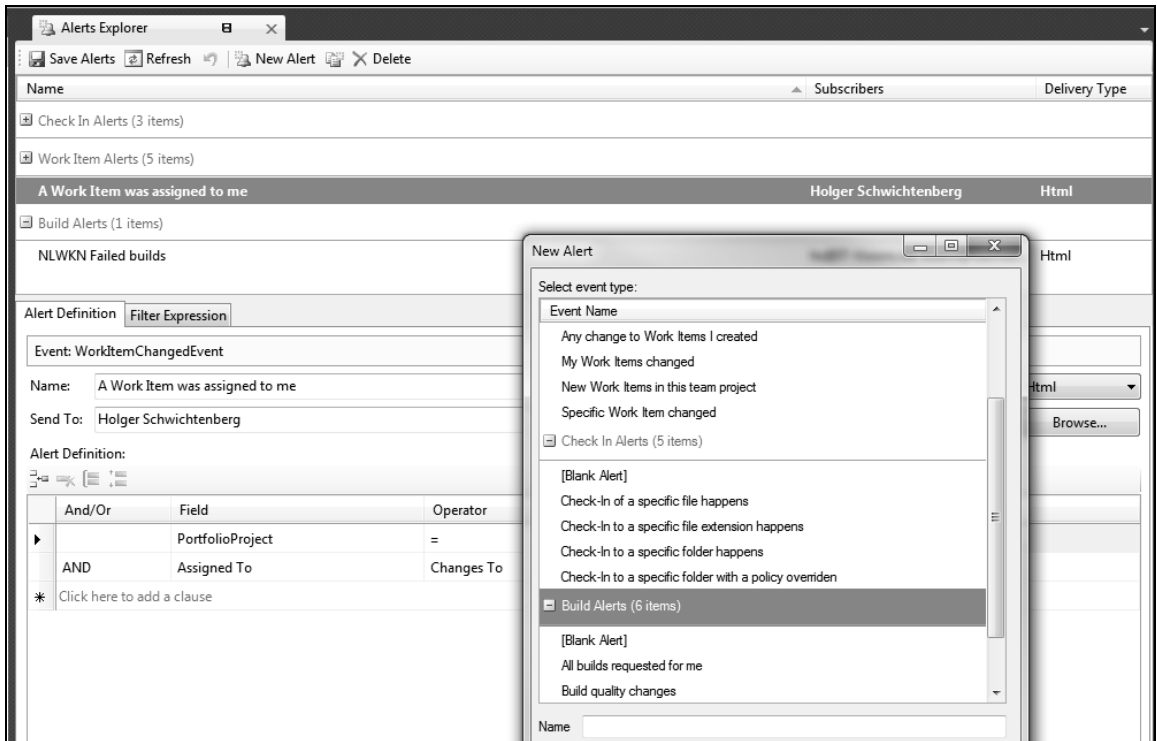 Alerts Explorer
Save Alerts Refresh New Alert Delete
Name Subscribers Delivery Type
Check In Alerts (3 items)
Work Item Alerts (5 items)
A Work Item was assigned to me Holger Schwichtenberg Html
Build Alerts (1 items)
NLWKN Failed builds Html
Alert Definition Filter Expression
Event: WorkItemChangedEvent
Name: A Work Item was assigned to me Html
Send To: Holger Schwichtenberg Browse...
Alert Definition:
And/Or Field Operator
PortfolioProject =
AND Assigned To Changes To
Click here to add a clause
New Alert
Select event type:
Event Name
Any change to Work Items I created
My Work Items changed
New Work Items in this team project
Specific Work Item changed
Check In Alerts (5 items)
[Blank Alert]
Check-In of a specific file happens
Check-In to a specific file extension happens
Check-In to a specific folder happens
Check-In to a specific folder with a policy overriden
Build Alerts (6 items)
[Blank Alert]
All builds requested for me
Build quality changes
Name